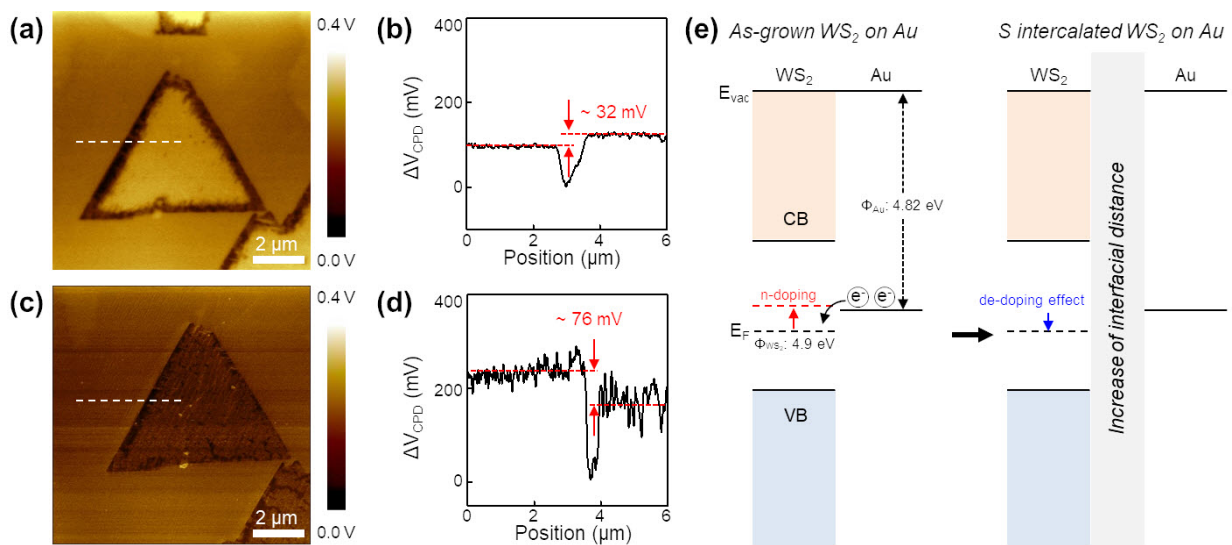 (a)
0.4 V
2 μm
0.0 V
(b)
ΔV_CPD (mV)
400
200
0
~ 32 mV
0 2 4 6
Position (μm)
(c)
0.4 V
2 μm
0.0 V
(d)
ΔV_CPD (mV)
400
200
0
~ 76 mV
0 2 4 6
Position (μm)
(e)
As-grown WS₂ on Au
WS₂ Au
E_vac
CB
Φ_Au: 4.82 eV
n-doping
e⁻ e⁻
E_F
Φ_WS₂: 4.9 eV
VB
S intercalated WS₂ on Au
WS₂ Au
de-doping effect
Increase of interfacial distance